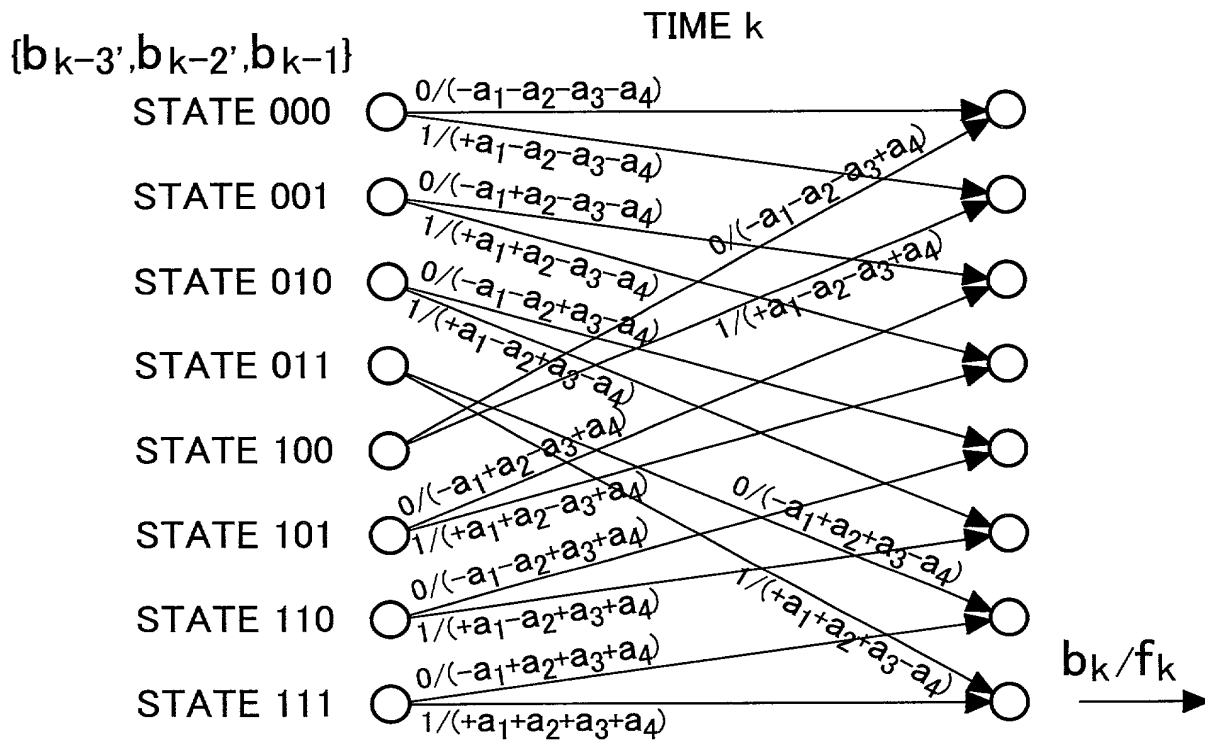 TIME k
{bk-3',bk-2',bk-1}
STATE 000
0/(-a1-a2-a3-a4)
1/(+a1-a2-a3-a4)
0/(-a1-a2-a3+a4)
STATE 001
0/(-a1+a2-a3-a4)
1/(+a1+a2-a3-a4)
1/(+a1-a2-a3+a4)
STATE 010
0/(-a1-a2+a3-a4)
1/(+a1-a2+a3-a4)
STATE 011
STATE 100
0/(-a1+a2-a3+a4)
0/(-a1+a2+a3-a4)
STATE 101
1/(+a1+a2-a3+a4)
0/(-a1-a2+a3+a4)
1/(+a1+a2+a3-a4)
STATE 110
1/(+a1-a2+a3+a4)
0/(-a1+a2+a3+a4)
bk/fk
STATE 111
1/(+a1+a2+a3+a4)